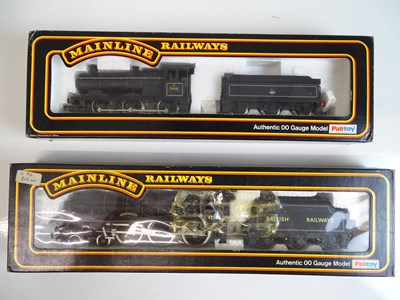 MAINLINE RAILWAYS
Authentic 00 Gauge Model Palitoy
MAINLINE RAILWAYS
BRITISH RAILWAYS
Authentic 00 Gauge Model Palitoy